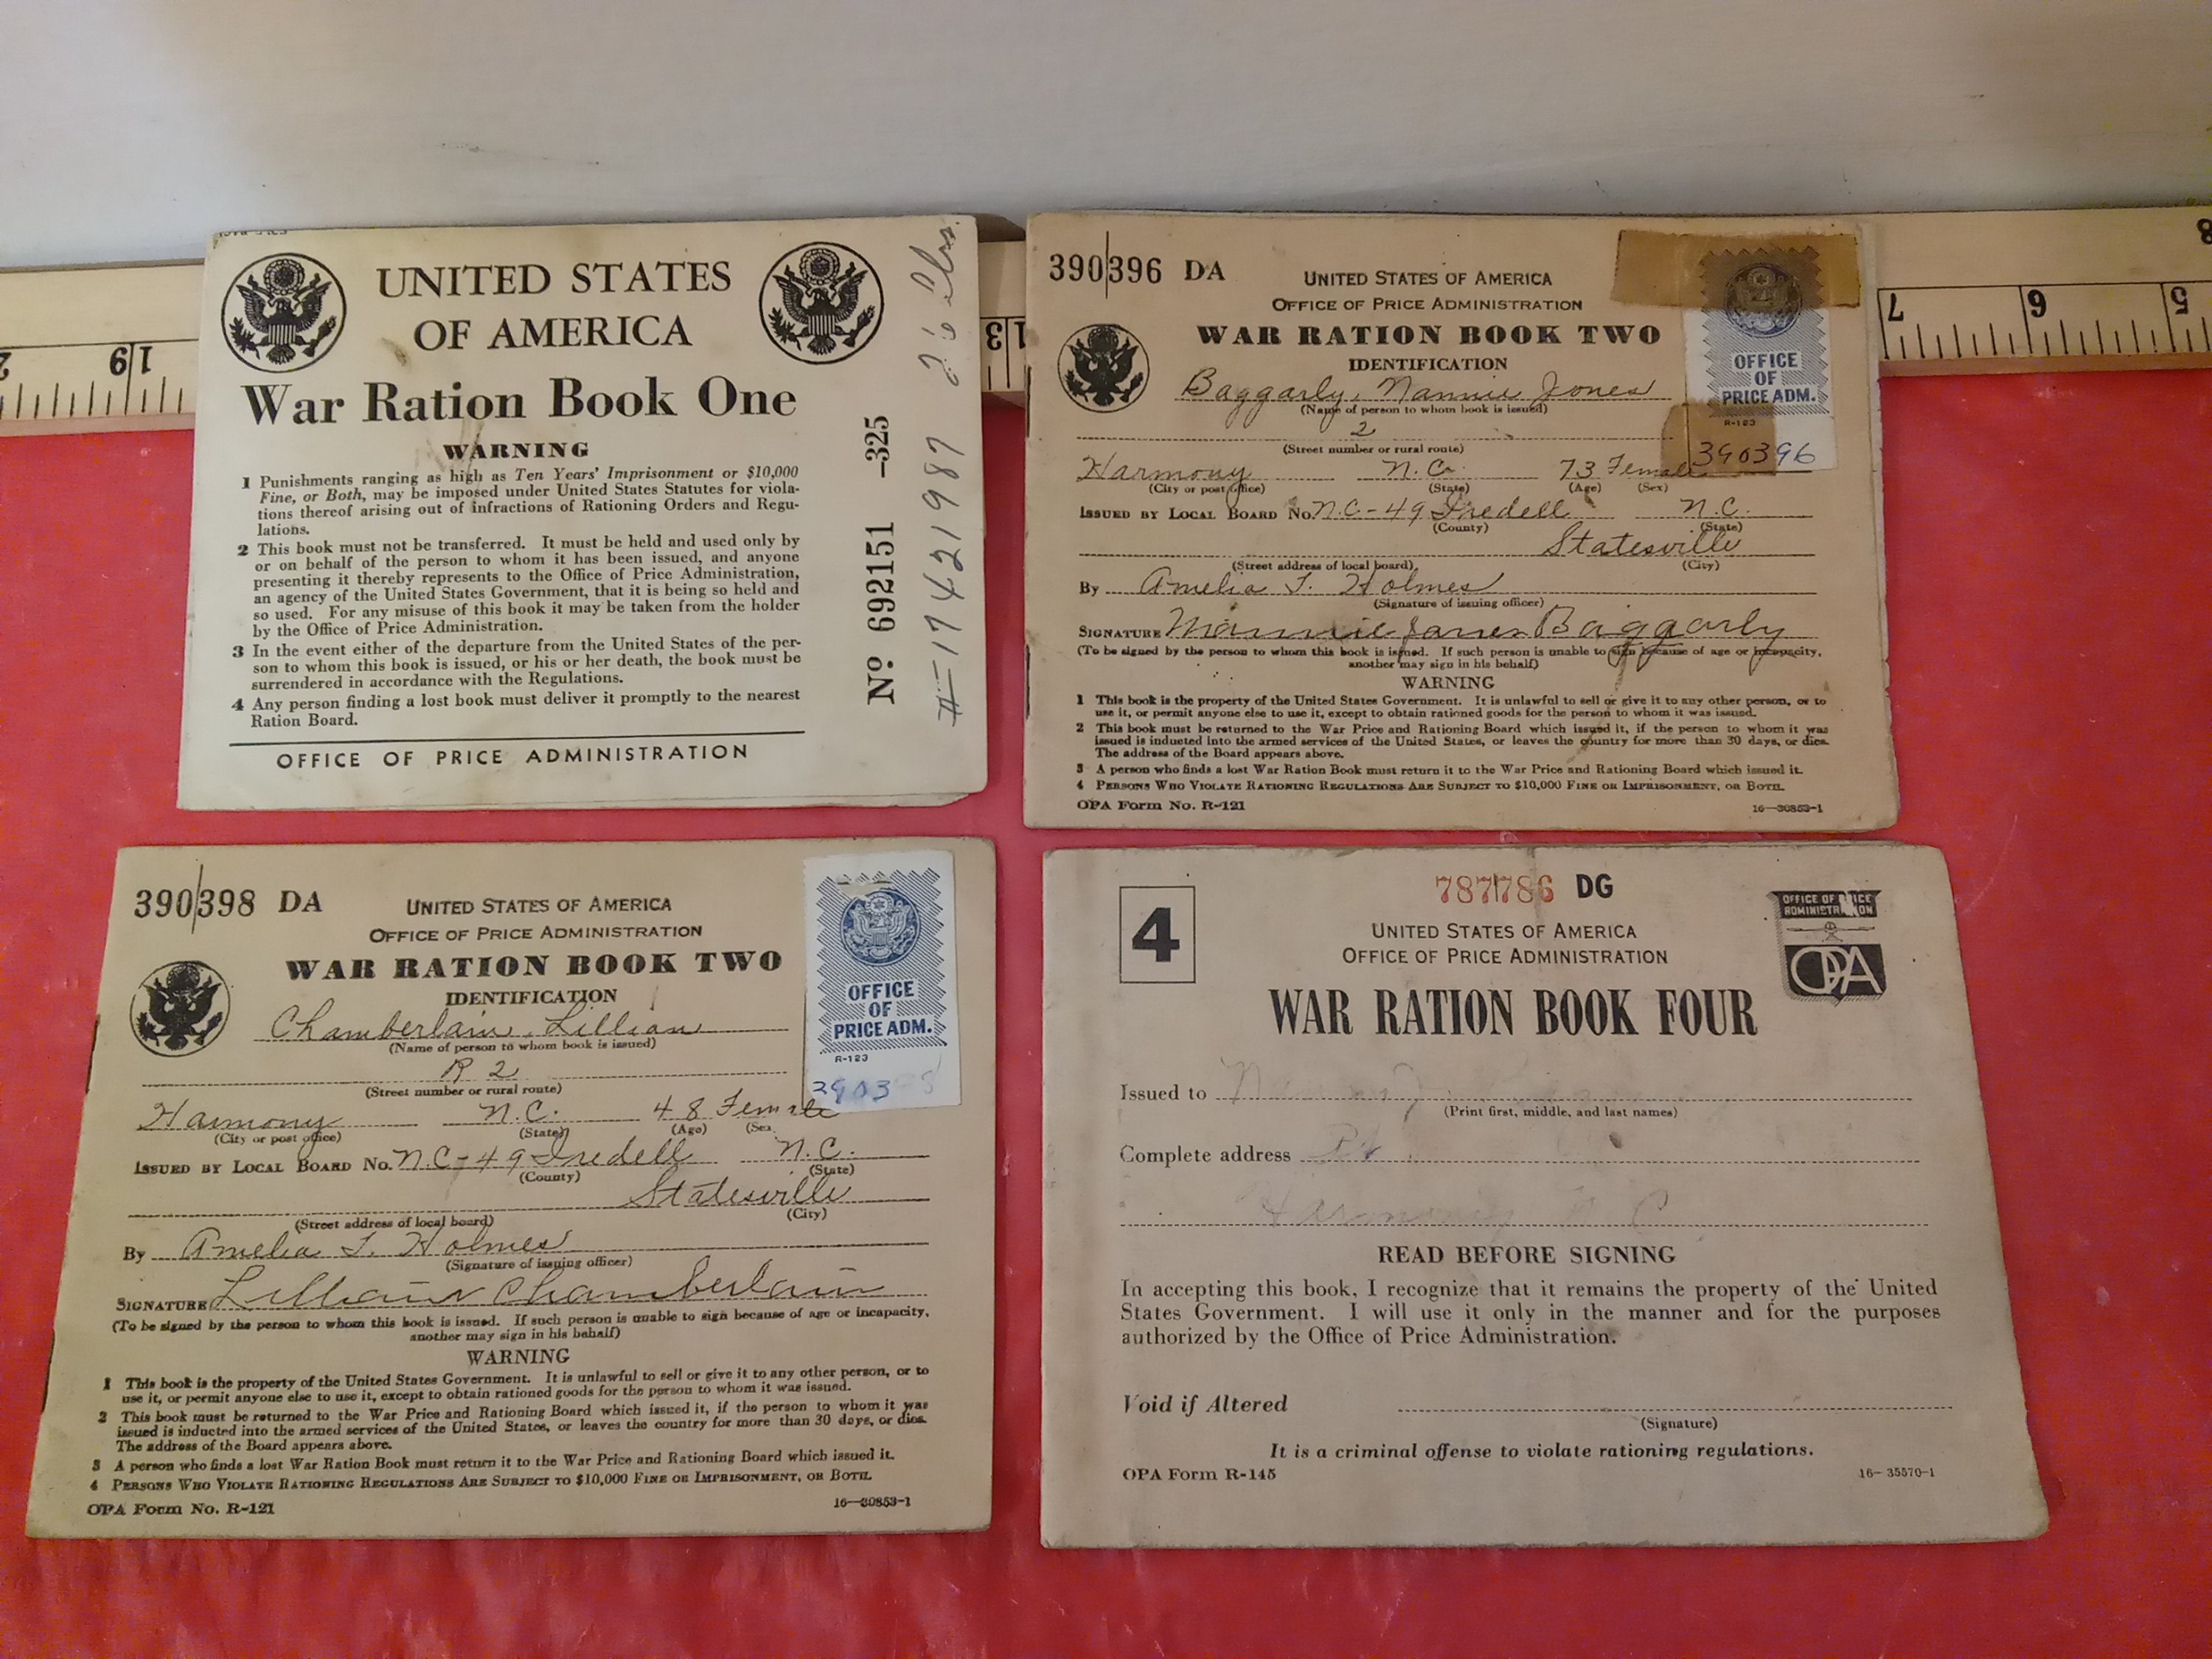 UNITED STATES
OF AMERICA
War Ration Book One
WARNING
1 Punishments ranging as high as Ten Years' Imprisonment or $10,000
Fine, or Both, may be imposed under United States Statutes for viola-
tions thereof arising out of infractions of Rationing Orders and Regu-
lations.
2 This book must not be transferred. It must be held and used only by
or on behalf of the person to whom it has been issued, and anyone
presenting it thereby represents to the Office of Price Administration,
an agency of the United States Government, that it is being so held and
so used. For any misuse of this book it may be taken from the holder
by the Office of Price Administration.
3 In the event either of the departure from the United States of the per-
son to whom this book is issued, or his or her death, the book must be
surrendered in accordance with the Regulations.
4 Any person finding a lost book must deliver it promptly to the nearest
Ration Board.
OFFICE OF PRICE ADMINISTRATION
No 692151 -325
#17421987 26
13
19
390396 DA
UNITED STATES OF AMERICA
OFFICE OF PRICE ADMINISTRATION
WAR RATION BOOK TWO
IDENTIFICATION
Baggarly, Nannie Jones
(Name of person to whom book is issued)
2
(Street number or rural route)
Harmony N.C. 73 Female
(City or post office) (State) (Age) (Sex)
ISSUED BY LOCAL BOARD No. N.C-49 Iredell N.C.
(County) (State)
Statesville
(Street address of local board) (City)
By Amelia T. Holmes
(Signature of issuing officer)
SIGNATURE Nannie Jones Baggarly
(To be signed by the person to whom this book is issued. If such person is unable to sign because of age or incapacity,
another may sign in his behalf)
WARNING
1 This book is the property of the United States Government. It is unlawful to sell or give it to any other person, or to
use it, or permit anyone else to use it, except to obtain rationed goods for the person to whom it was issued.
2 This book must be returned to the War Price and Rationing Board which issued it, if the person to whom it was
issued is inducted into the armed services of the United States, or leaves the country for more than 30 days, or dies.
The address of the Board appears above.
3 A person who finds a lost War Ration Book must return it to the War Price and Rationing Board which issued it.
4 PERSONS WHO VIOLATE RATIONING REGULATIONS ARE SUBJECT TO $10,000 FINE OR IMPRISONMENT, OR BOTH.
OPA Form No. R-121 16—30853-1
OFFICE
OF
PRICE ADM.
R-123
390396
7 6 5
8
390398 DA
UNITED STATES OF AMERICA
OFFICE OF PRICE ADMINISTRATION
WAR RATION BOOK TWO
IDENTIFICATION
Chamberlain, Lillian
(Name of person to whom book is issued)
R 2
(Street number or rural route)
Harmony N.C. 48 Female
(City or post office) (State) (Age) (Sex
ISSUED BY LOCAL BOARD No. N.C-49 Iredell N.C.
(County) (State)
Statesville
(Street address of local board) (City)
By Amelia T. Holmes
(Signature of issuing officer)
SIGNATURE Lillian Chamberlain
(To be signed by the person to whom this book is issued. If such person is unable to sign because of age or incapacity,
another may sign in his behalf)
WARNING
1 This book is the property of the United States Government. It is unlawful to sell or give it to any other person, or to
use it, or permit anyone else to use it, except to obtain rationed goods for the person to whom it was issued.
2 This book must be returned to the War Price and Rationing Board which issued it, if the person to whom it was
issued is inducted into the armed services of the United States, or leaves the country for more than 30 days, or dies.
The address of the Board appears above.
3 A person who finds a lost War Ration Book must return it to the War Price and Rationing Board which issued it.
4 PERSONS WHO VIOLATE RATIONING REGULATIONS ARE SUBJECT TO $10,000 FINE OR IMPRISONMENT, OR BOTH.
OPA Form No. R-121 16—30853-1
OFFICE
OF
PRICE ADM.
R-123
390398
4
787786 DG
UNITED STATES OF AMERICA
OFFICE OF PRICE ADMINISTRATION
WAR RATION BOOK FOUR
OFFICE OF PRICE
ADMINISTRATION
OPA
Issued to
(Print first, middle, and last names)
Complete address
Harmony N C
READ BEFORE SIGNING
In accepting this book, I recognize that it remains the property of the United
States Government. I will use it only in the manner and for the purposes
authorized by the Office of Price Administration.
Void if Altered
(Signature)
It is a criminal offense to violate rationing regulations.
OPA Form R-145 16—35570-1